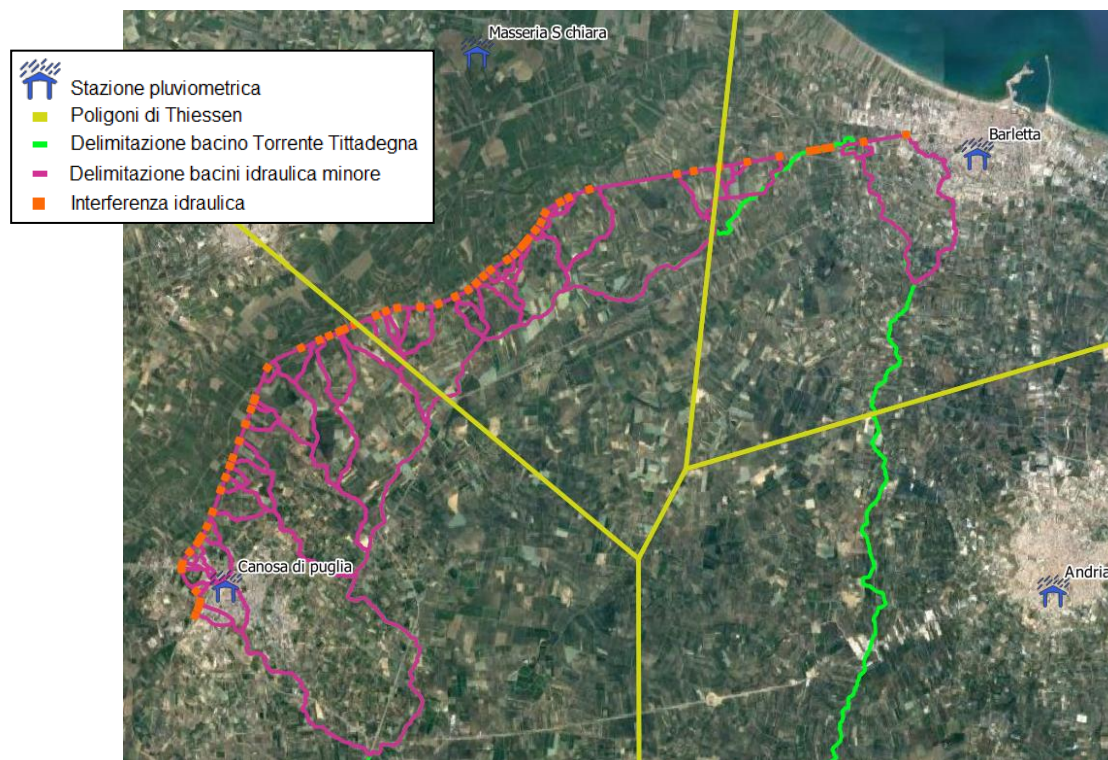 Masseria S chiara
Stazione pluviometrica
Poligoni di Thiessen
Delimitazione bacino Torrente Tittadegna
Delimitazione bacini idraulica minore
Interferenza idraulica
Barletta
Canosa di puglia
Andria